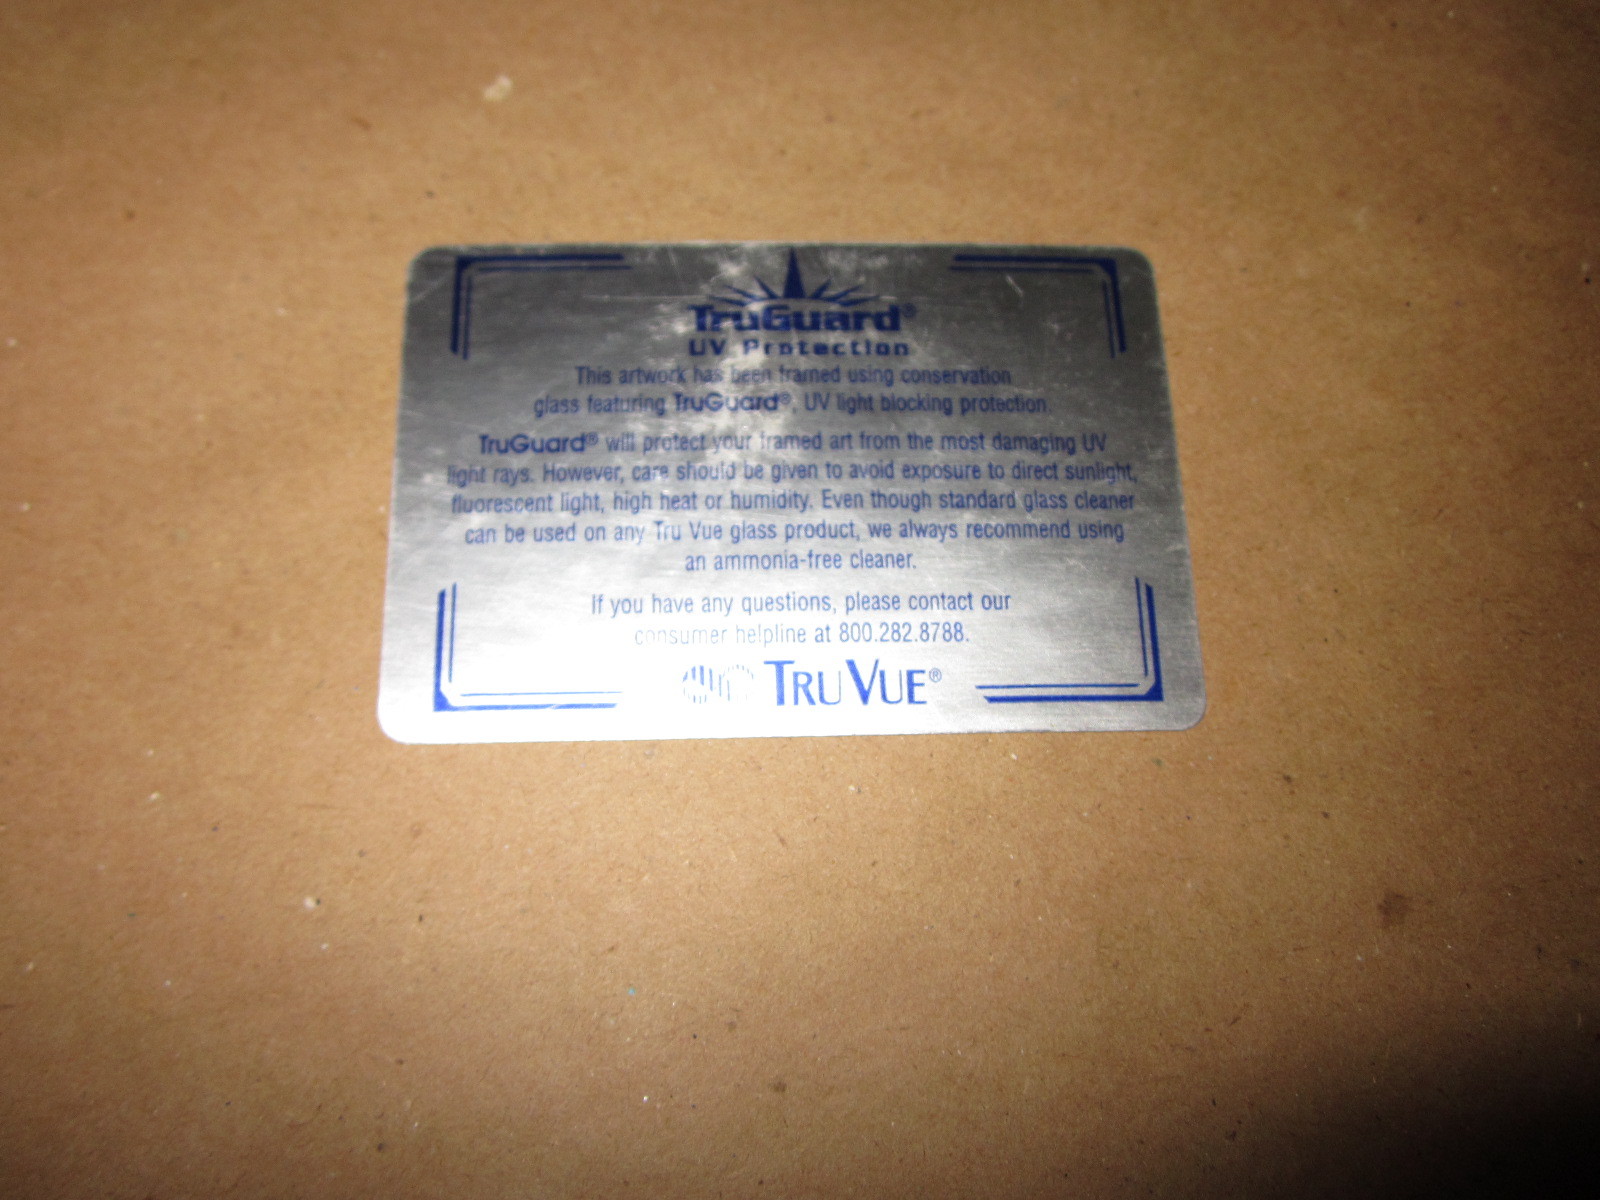 TruGuard®
UV Protection
This artwork has been framed using conservation
glass featuring TruGuard®, UV light blocking protection.
TruGuard® will protect your framed art from the most damaging UV
light rays. However, care should be given to avoid exposure to direct sunlight,
fluorescent light, high heat or humidity. Even though standard glass cleaner
can be used on any Tru Vue glass product, we always recommend using
an ammonia-free cleaner.
If you have any questions, please contact our
consumer helpline at 800.282.8788.
TRU VUE®